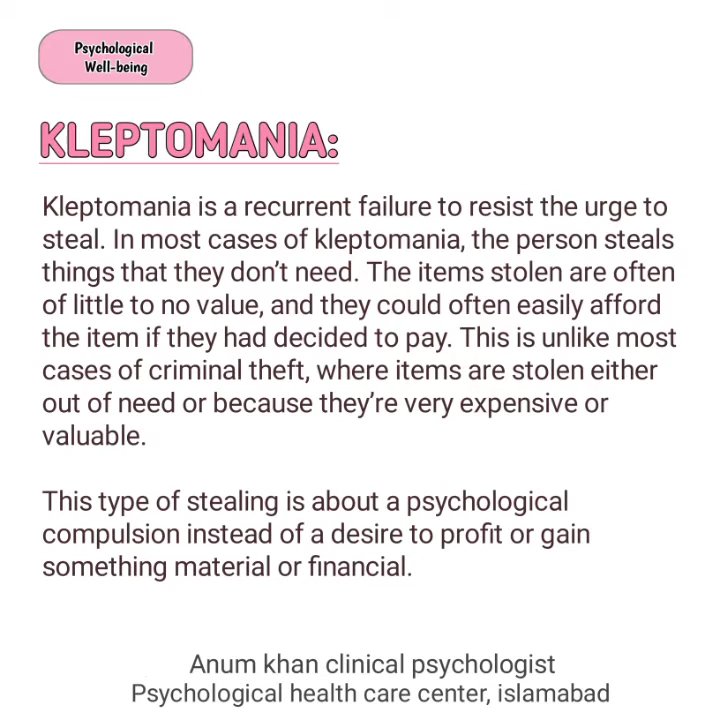 Psychological
Well-being
KLEPTOMANIA:
Kleptomania is a recurrent failure to resist the urge to
steal. In most cases of kleptomania, the person steals
things that they don’t need. The items stolen are often
of little to no value, and they could often easily afford
the item if they had decided to pay. This is unlike most
cases of criminal theft, where items are stolen either
out of need or because they’re very expensive or
valuable.
This type of stealing is about a psychological
compulsion instead of a desire to profit or gain
something material or financial.
Anum khan clinical psychologist
Psychological health care center, islamabad